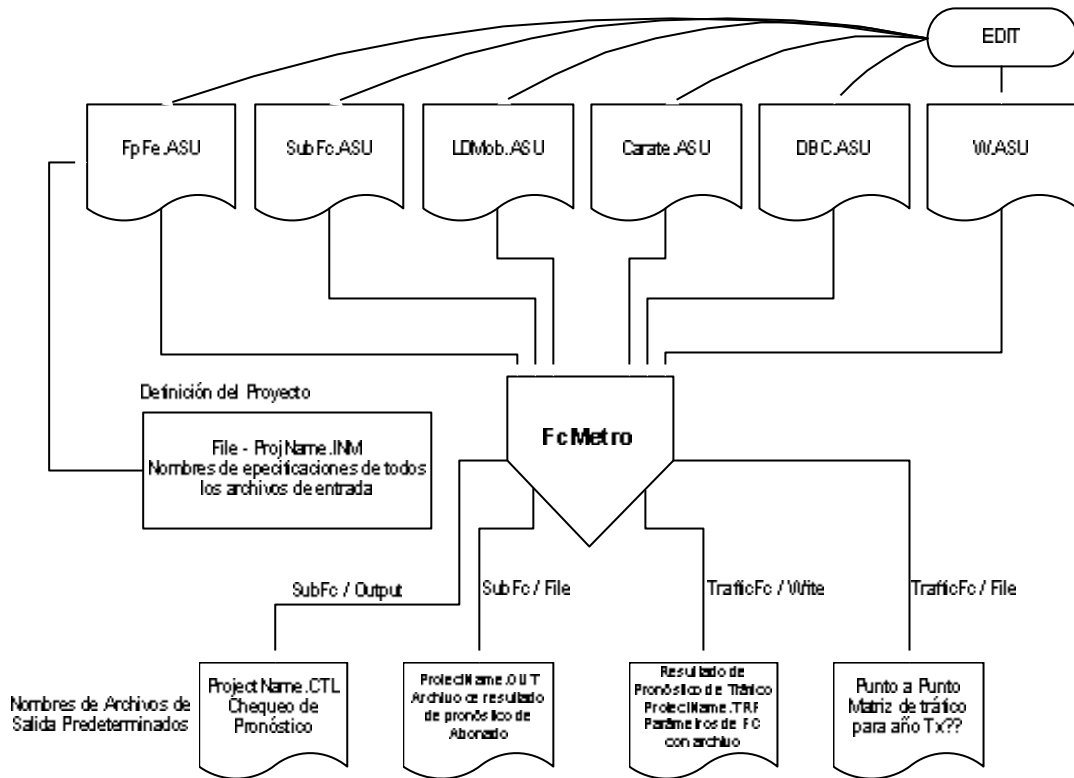 EDIT
FpFe.ASU
SubFc.ASU
LDMob.ASU
Carate.ASU
DBC.ASU
W.ASU
Definición del Proyecto
File - ProjName.INM
Nombres de epecificaciones de todos
los archivos de entrada
FcMetro
SubFc / Output
SubFc / File
TrafficFc / Write
TrafficFc / File
Nombres de Archivos de
Salida Predeterminados
ProjectName.CTL
Chequeo de
Pronóstico
ProjectName.OUT
Archivo de resultado
de pronóstico de
Abonado
Resultado de
Pronóstico de Tráfico
ProjectName.TRF
Parámeiros de FC
con archivo
Punto a Punto
Matriz de tráfico
para año Tx??